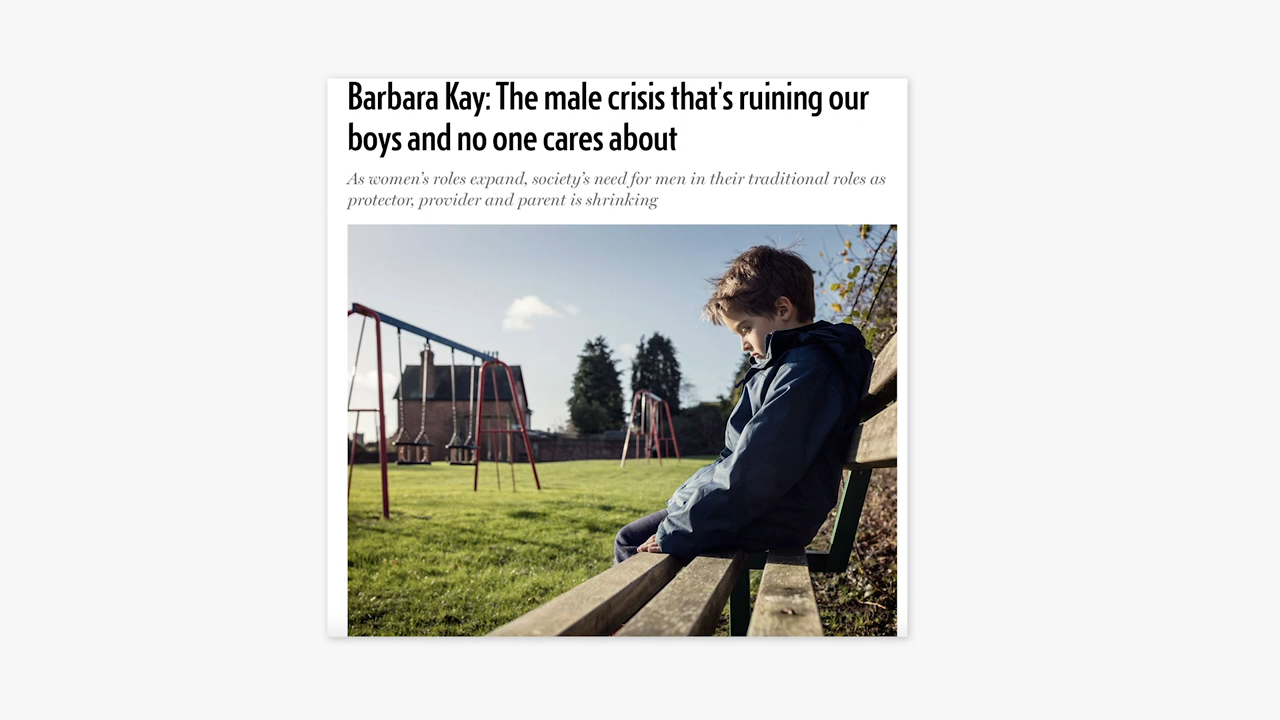 Barbara Kay: The male crisis that's ruining our
boys and no one cares about
As women’s roles expand, society’s need for men in their traditional roles as
protector, provider and parent is shrinking